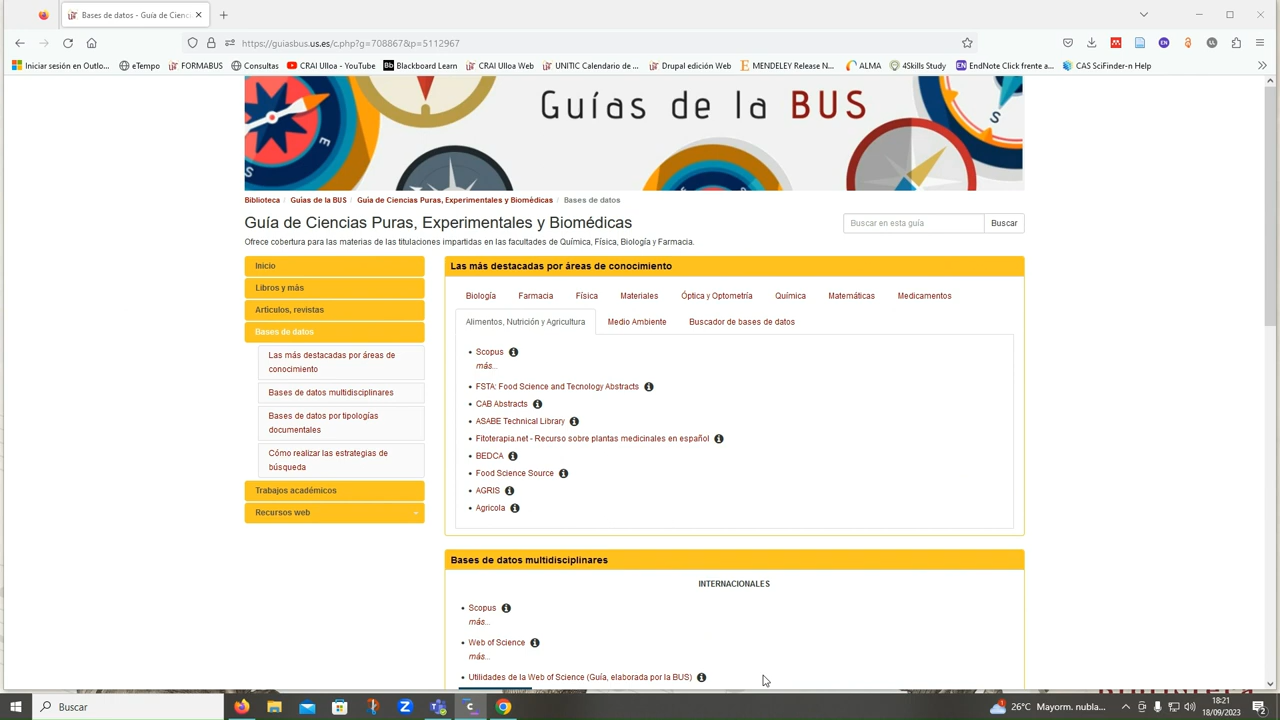 Bases de datos - Guía de Cienci
https://guiasbus.us.es/c.php?g=708867&p=5112967
Iniciar sesión en Outlo...
eTempo
FORMABUS
Consultas
CRAI Ulloa - YouTube
Bb Blackboard Learn
CRAI Ulloa Web
UNITIC Calendario de ...
Drupal edición Web
MENDELEY Release N...
ALMA
4Skills Study
EN EndNote Click frente a...
CAS SciFinder-n Help
Guías de la BUS
Biblioteca / Guías de la BUS / Guía de Ciencias Puras, Experimentales y Biomédicas / Bases de datos
Guía de Ciencias Puras, Experimentales y Biomédicas
Buscar en esta guía
Buscar
Ofrece cobertura para las materias de las titulaciones impartidas en las facultades de Química, Física, Biología y Farmacia.
Inicio
Libros y más
Artículos, revistas
Bases de datos
Las más destacadas por áreas de
conocimiento
Bases de datos multidisciplinares
Bases de datos por tipologías
documentales
Cómo realizar las estrategias de
búsqueda
Trabajos académicos
Recursos web
Las más destacadas por áreas de conocimiento
Biología Farmacia Física Materiales Óptica y Optometría Química Matemáticas Medicamentos
Alimentos, Nutrición y Agricultura Medio Ambiente Buscador de bases de datos
• Scopus
más...
• FSTA: Food Science and Tecnology Abstracts
• CAB Abstracts
• ASABE Technical Library
• Fitoterapia.net - Recurso sobre plantas medicinales en español
• BEDCA
• Food Science Source
• AGRIS
• Agricola
Bases de datos multidisciplinares
INTERNACIONALES
• Scopus
más...
• Web of Science
más...
• Utilidades de la Web of Science (Guía, elaborada por la BUS)
Buscar
26°C Mayorm. nubla...
18:21
18/09/2023